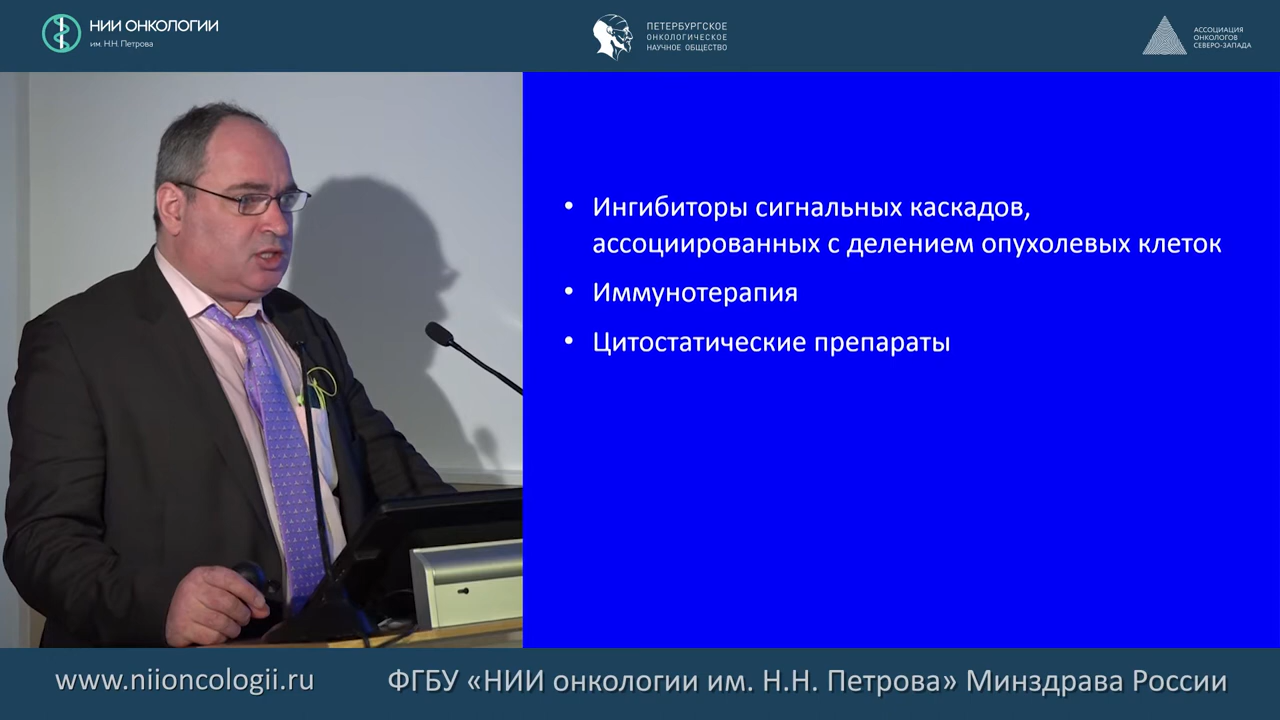 НИИ ОНКОЛОГИИ
им. Н.Н. Петрова
ПЕТЕРБУРГСКОЕ
ОНКОЛОГИЧЕСКОЕ
НАУЧНОЕ ОБЩЕСТВО
АССОЦИАЦИЯ
ОНКОЛОГОВ
СЕВЕРО-ЗАПАДА
• Ингибиторы сигнальных каскадов,
ассоциированных с делением опухолевых клеток
• Иммунотерапия
• Цитостатические препараты
www.niioncologii.ru
ФГБУ «НИИ онкологии им. Н.Н. Петрова» Минздрава России